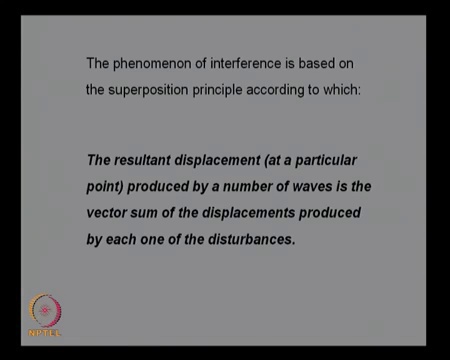 The phenomenon of interference is based on
the superposition principle according to which:
The resultant displacement (at a particular
point) produced by a number of waves is the
vector sum of the displacements produced
by each one of the disturbances.
NPTEL